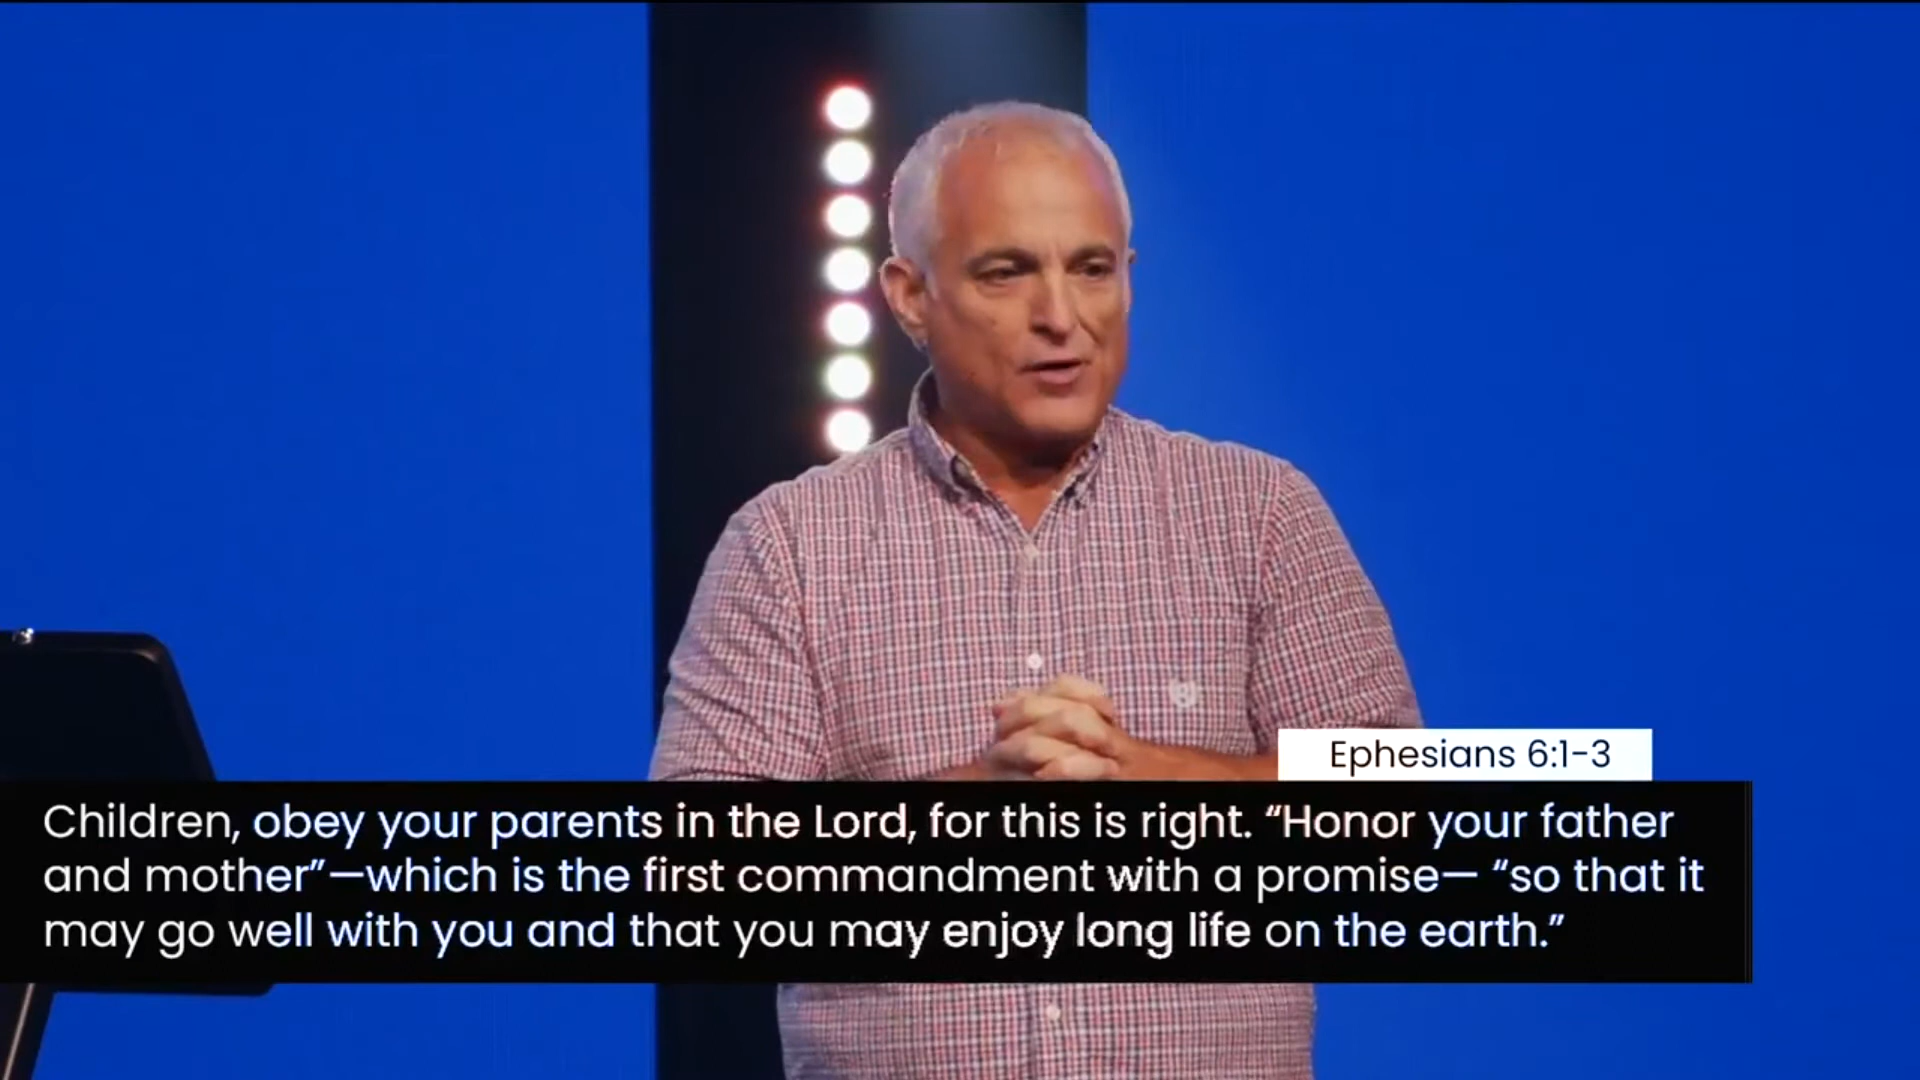 Ephesians 6:1-3
Children, obey your parents in the Lord, for this is right. “Honor your father
and mother”—which is the first commandment with a promise— “so that it
may go well with you and that you may enjoy long life on the earth.”